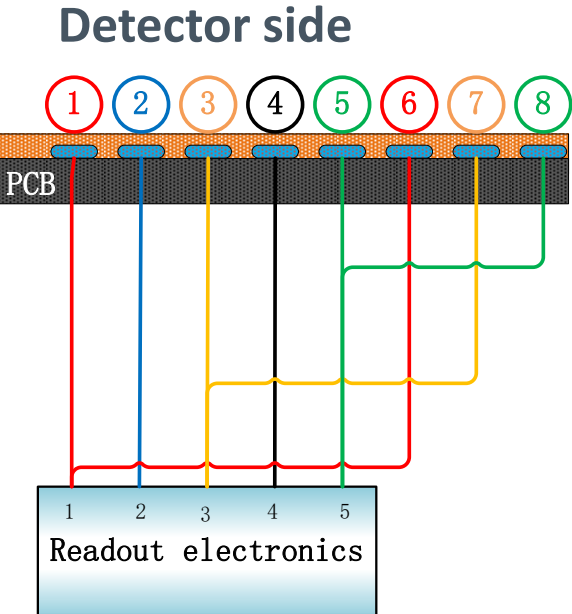 Detector side
1 2 3 4 5 6 7 8
PCB
1 2 3 4 5
Readout electronics